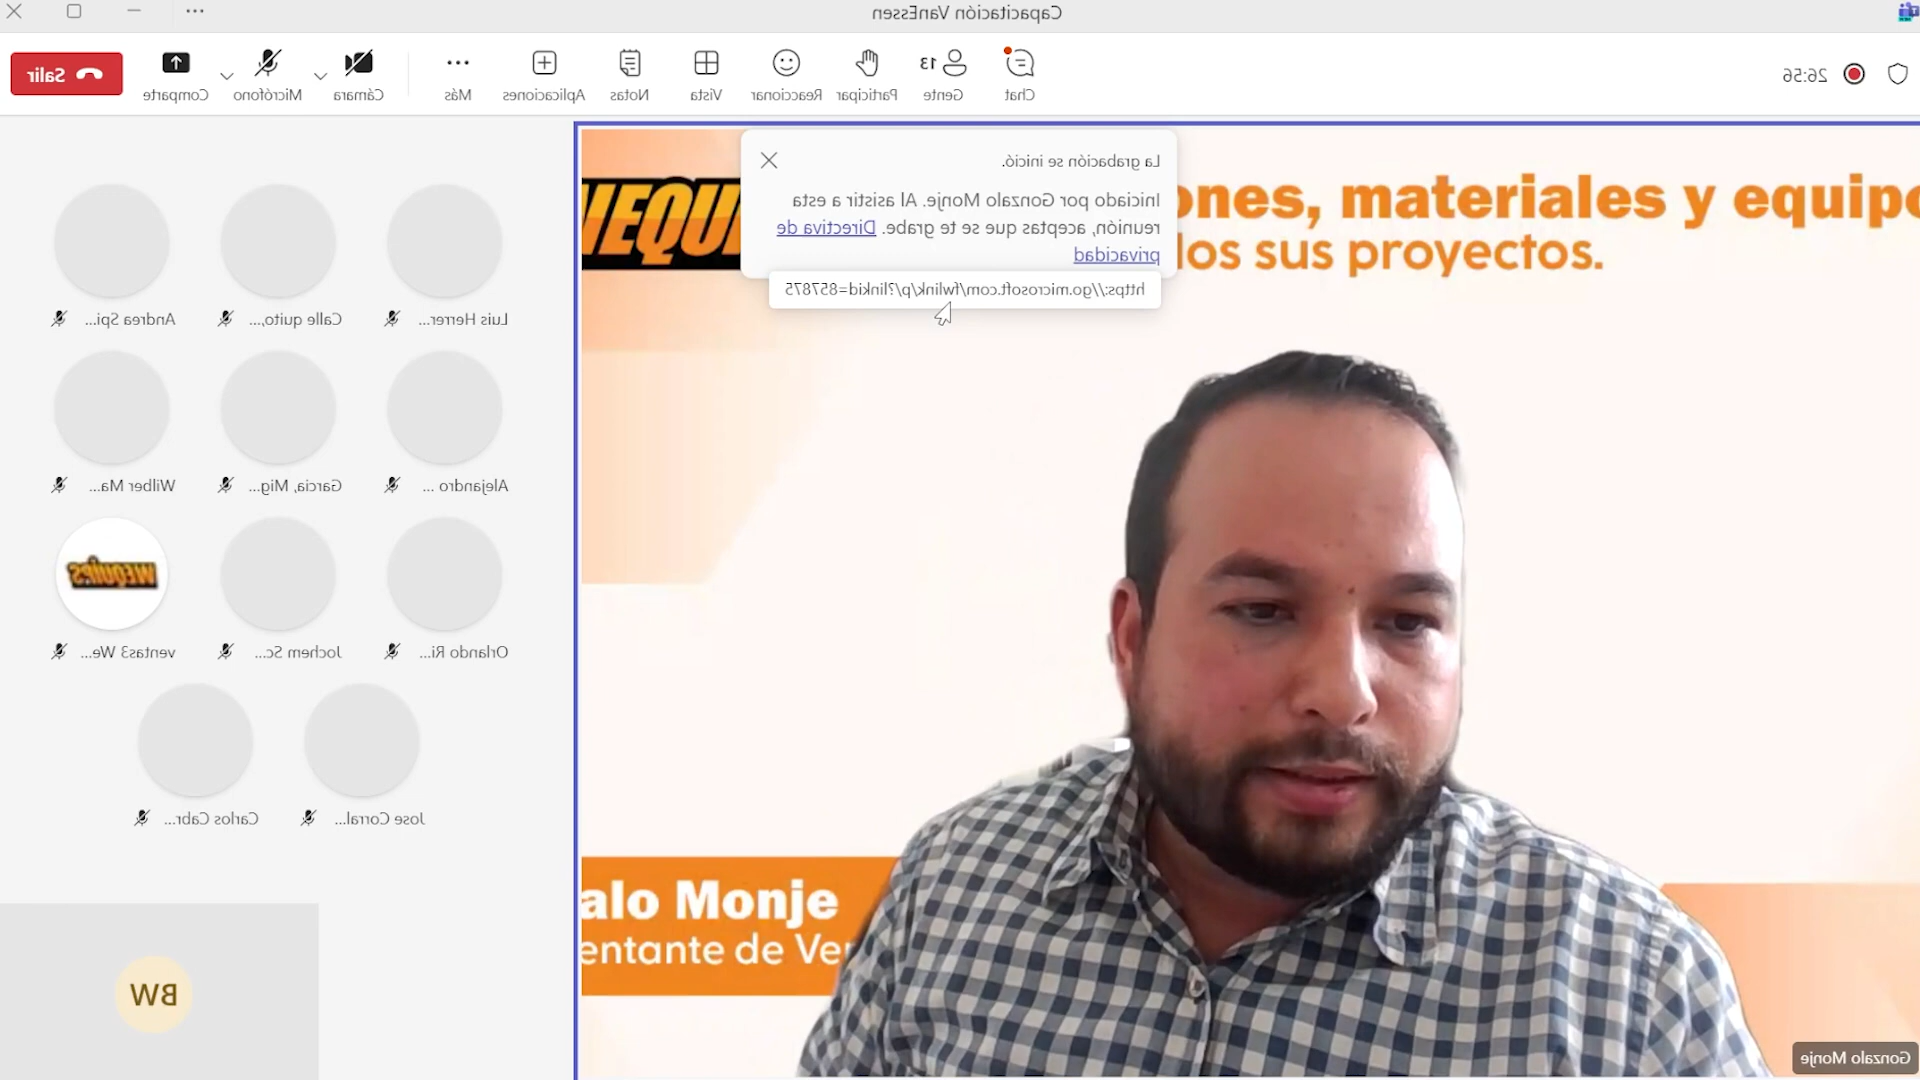 Capacitación VanEssen
26:56
Chat
13
Gente
Participar
Reaccionar
Vista
Notas
Aplicaciones
Más
Cámara
Micrófono
Compartir
Salir
La grabación se inició.
Iniciado por Gonzalo Monje. Al asistir a esta
reunión, aceptas que se te grabe. Directiva de
privacidad
https://go.microsoft.com/fwlink/p/?linkid=857875
WEQUI
ones, materiales y equipo
los sus proyectos.
Luis Herrer...
Calle quito,...
Andrea Spi...
Alejandro ...
Garcia, Mig...
Wilber Ma...
WEQUIPS
Orlando Ri...
Jochem Sc...
ventas3 We...
Jose Corral...
Carlos Cabr...
BW
alo Monje
entante de Ve
Gonzalo Monje